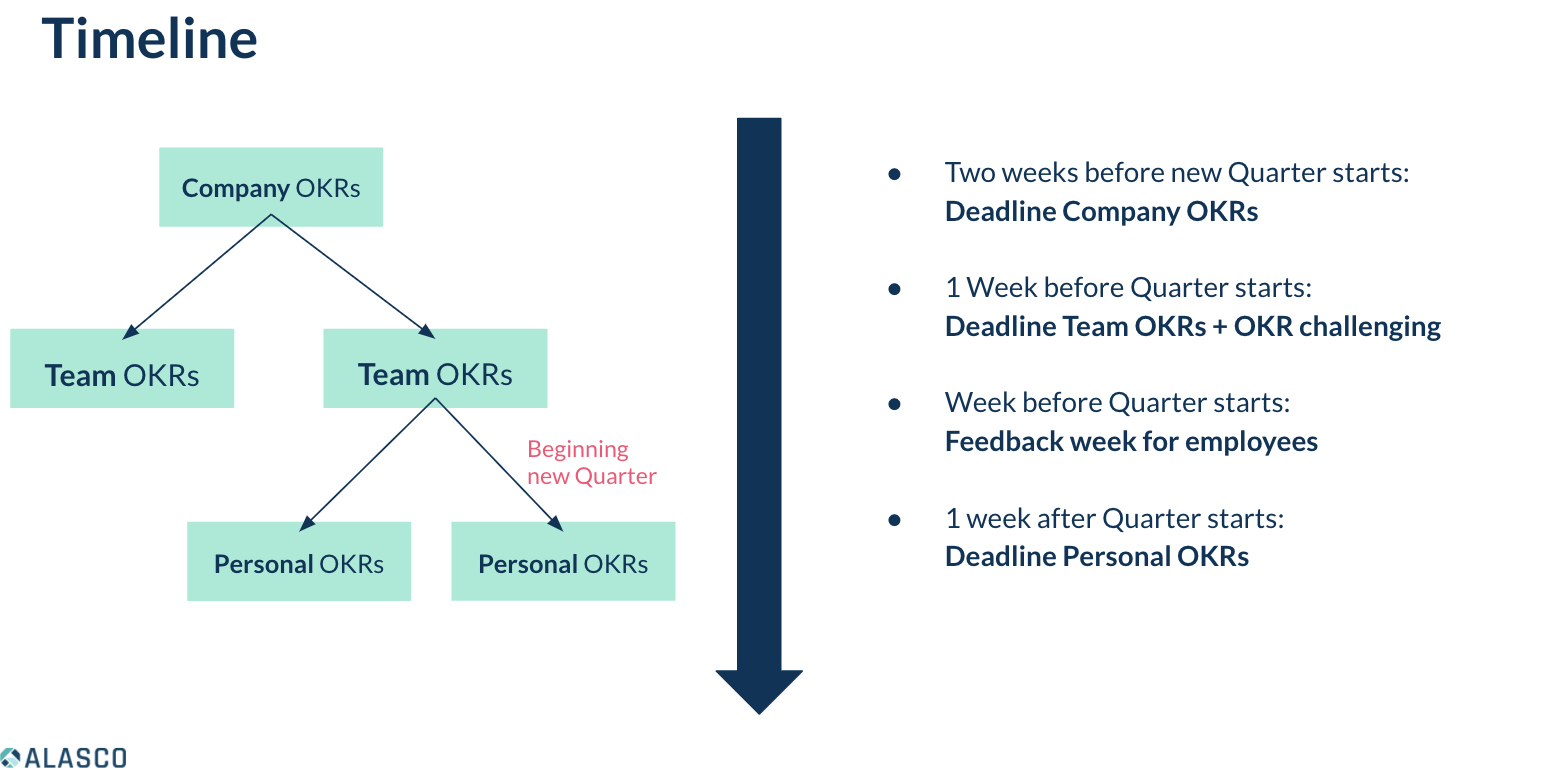 Timeline
Company OKRs
Team OKRs
Team OKRs
Beginning
new Quarter
Personal OKRs
Personal OKRs
● Two weeks before new Quarter starts:
Deadline Company OKRs
● 1 Week before Quarter starts:
Deadline Team OKRs + OKR challenging
● Week before Quarter starts:
Feedback week for employees
● 1 week after Quarter starts:
Deadline Personal OKRs
ALASCO